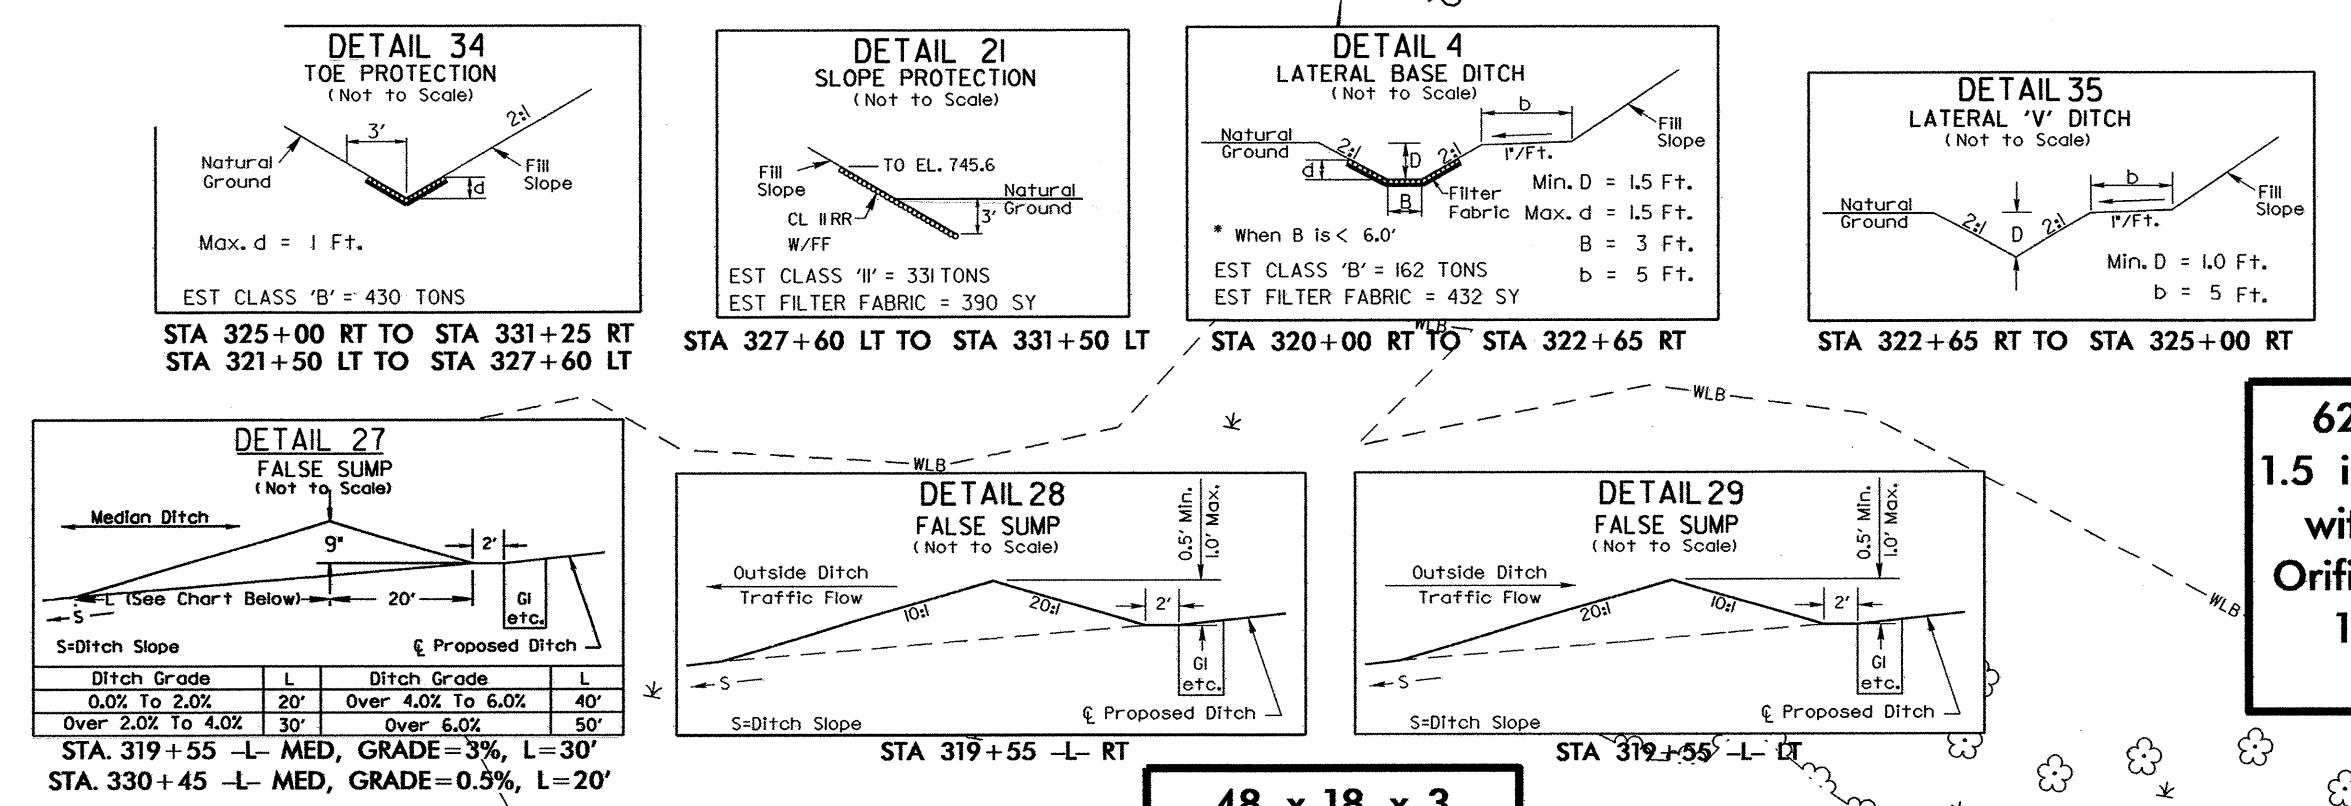 DETAIL 34
TOE PROTECTION
(Not to Scale)
3'
2:1
Natural
Ground
d
Fill
Slope
Max. d = 1 Ft.
EST CLASS 'B' = 430 TONS
STA 325+00 RT TO STA 331+25 RT
STA 321+50 LT TO STA 327+60 LT
DETAIL 21
SLOPE PROTECTION
(Not to Scale)
Fill
Slope
TO EL. 745.6
Natural
Ground
3'
CL II RR
W/FF
EST CLASS 'II' = 331 TONS
EST FILTER FABRIC = 390 SY
STA 327+60 LT TO STA 331+50 LT
DETAIL 4
LATERAL BASE DITCH
(Not to Scale)
b
Natural
Ground
2:1
D
2:1
1"/Ft.
Fill
Slope
d
B
Filter
Fabric
Min. D = 1.5 Ft.
Max. d = 1.5 Ft.
B = 3 Ft.
b = 5 Ft.
* When B is < 6.0'
EST CLASS 'B' = 162 TONS
EST FILTER FABRIC = 432 SY
WLB
STA 320+00 RT TO STA 322+65 RT
DETAIL 35
LATERAL 'V' DITCH
(Not to Scale)
b
Natural
Ground
2:1
D
2:1
1"/Ft.
Fill
Slope
Min. D = 1.0 Ft.
b = 5 Ft.
STA 322+65 RT TO STA 325+00 RT
WLB
WLB
WLB
DETAIL 27
FALSE SUMP
(Not to Scale)
Median Ditch
9"
2'
L (See Chart Below)
20'
GI
etc.
S
S=Ditch Slope
℄ Proposed Ditch
Ditch Grade L Ditch Grade L
0.0% To 2.0% 20' Over 4.0% To 6.0% 40'
Over 2.0% To 4.0% 30' Over 6.0% 50'
STA. 319+55 -L- MED, GRADE=3%, L=30'
STA. 330+45 -L- MED, GRADE=0.5%, L=20'
DETAIL 28
FALSE SUMP
(Not to Scale)
0.5' Min.
1.0' Max.
Outside Ditch
Traffic Flow
10:1
20:1
2'
GI
etc.
S
S=Ditch Slope
℄ Proposed Ditch
STA 319+55 -L- RT
DETAIL 29
FALSE SUMP
(Not to Scale)
0.5' Min.
1.0' Max.
Outside Ditch
Traffic Flow
20:1
10:1
2'
GI
etc.
S
S=Ditch Slope
℄ Proposed Ditch
STA 319+55 -L- LT
62
1.5 i
wi
Orifi
1
48 x 18 x 3